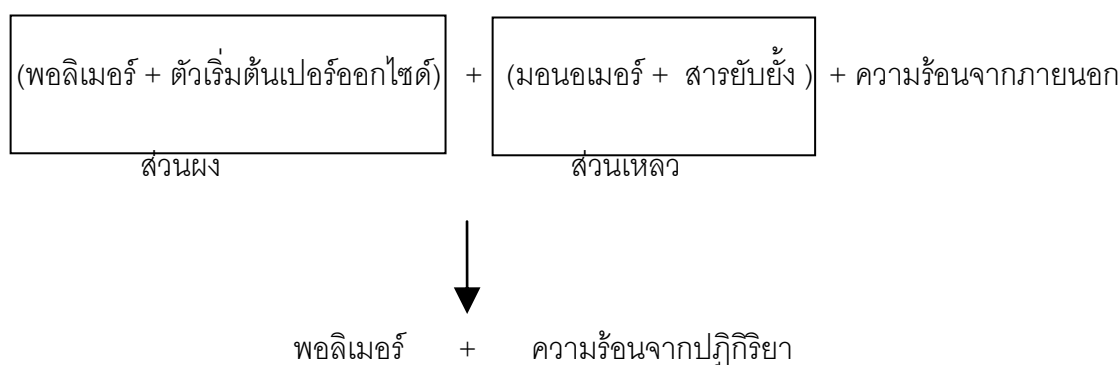 (พอลิเมอร์ + ตัวเริ่มต้นเปอร์ออกไซด์) + (มอนอเมอร์ + สารยับยั้ง ) + ความร้อนจากภายนอก
ส่วนผง ส่วนเหลว
พอลิเมอร์ + ความร้อนจากปฏิกิริยา